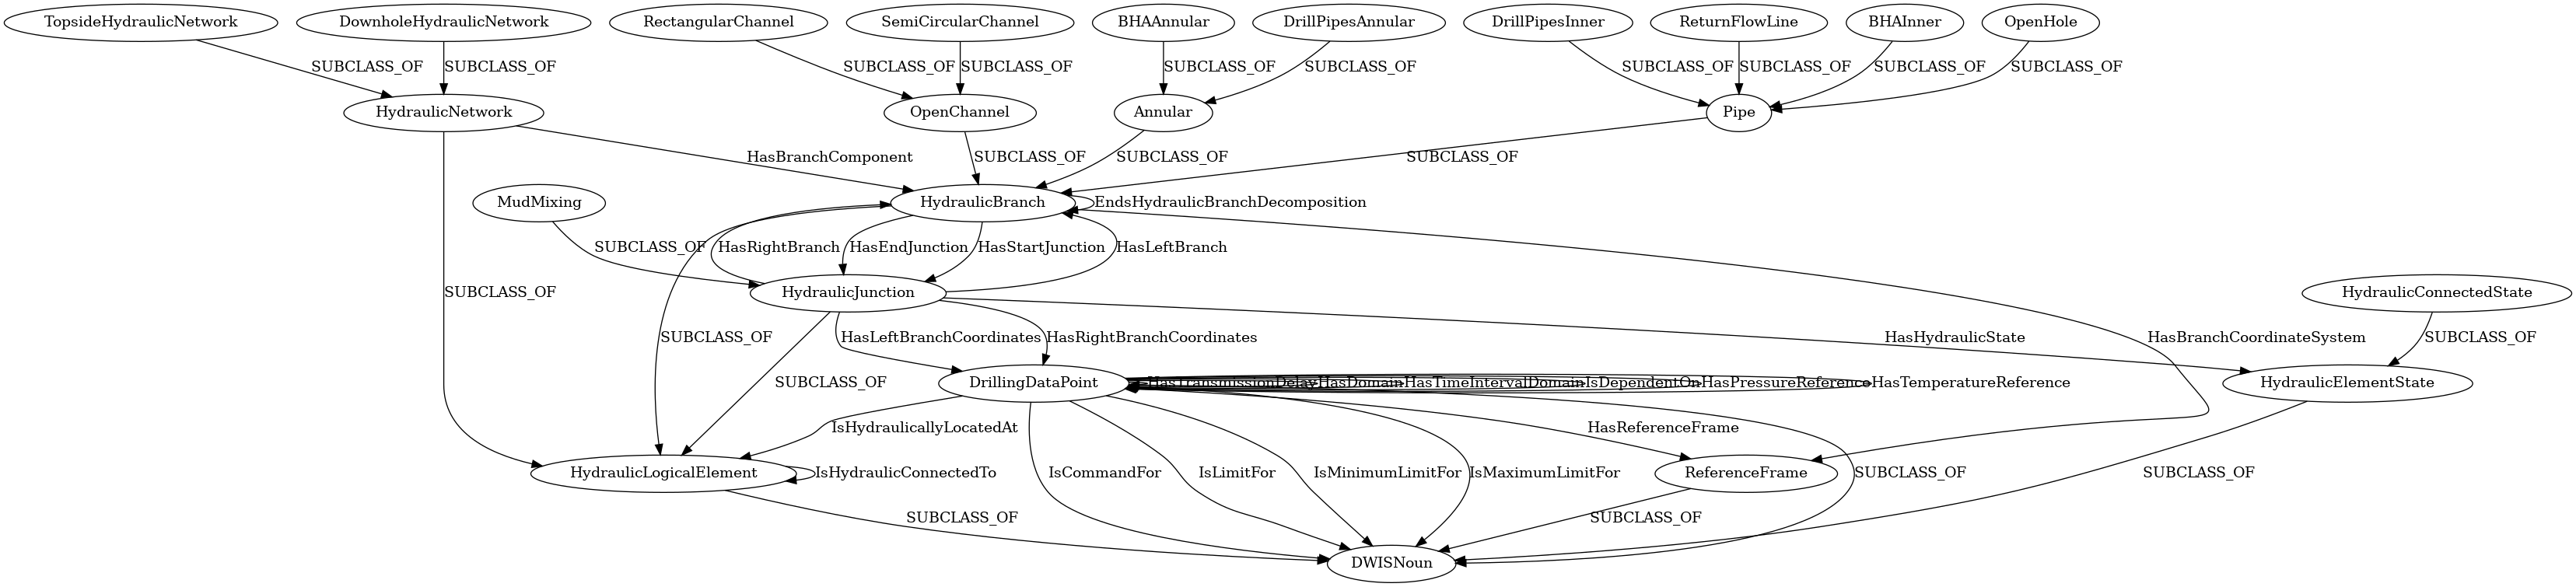 TopsideHydraulicNetwork DownholeHydraulicNetwork RectangularChannel SemiCircularChannel BHAAnnular DrillPipesAnnular DrillPipesInner ReturnFlowLine BHAInner OpenHole
SUBCLASS_OF SUBCLASS_OF SUBCLASS_OF SUBCLASS_OF SUBCLASS_OF SUBCLASS_OF SUBCLASS_OF SUBCLASS_OF SUBCLASS_OF SUBCLASS_OF
HydraulicNetwork OpenChannel Annular Pipe
HasBranchComponent SUBCLASS_OF SUBCLASS_OF SUBCLASS_OF
MudMixing HydraulicBranch EndsHydraulicBranchDecomposition
SUBCLASS_OF HasRightBranch HasEndJunction HasStartJunction HasLeftBranch
SUBCLASS_OF HydraulicJunction HydraulicConnectedState
SUBCLASS_OF HasLeftBranchCoordinates HasRightBranchCoordinates HasHydraulicState HasBranchCoordinateSystem SUBCLASS_OF
SUBCLASS_OF DrillingDataPoint HasTransmissionDelay HasDomain HasTimeIntervalDomain IsDependentOn HasPressureReference HasTemperatureReference HydraulicElementState
IsHydraulicallyLocatedAt HasReferenceFrame
HydraulicLogicalElement IsHydraulicConnectedTo IsCommandFor IsLimitFor IsMinimumLimitFor IsMaximumLimitFor ReferenceFrame SUBCLASS_OF SUBCLASS_OF
SUBCLASS_OF SUBCLASS_OF
DWISNoun